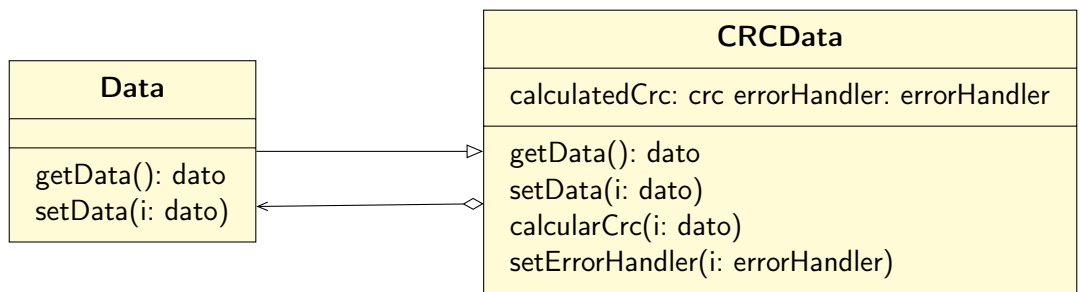 Data
getData(): dato
setData(i: dato)
CRCData
calculatedCrc: crc errorHandler: errorHandler
getData(): dato
setData(i: dato)
calcularCrc(i: dato)
setErrorHandler(i: errorHandler)